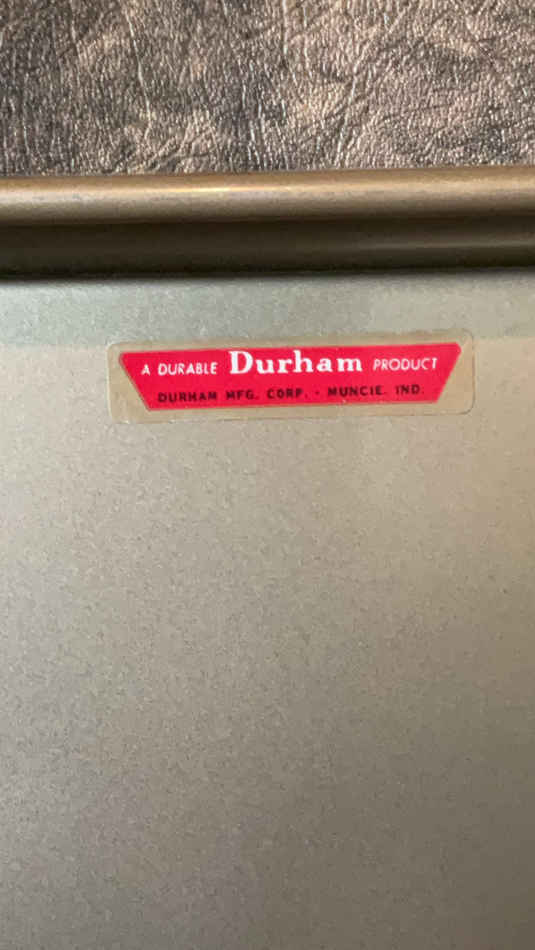 A DURABLE Durham PRODUCT
DURHAM MFG. CORP. - MUNCIE. IND.